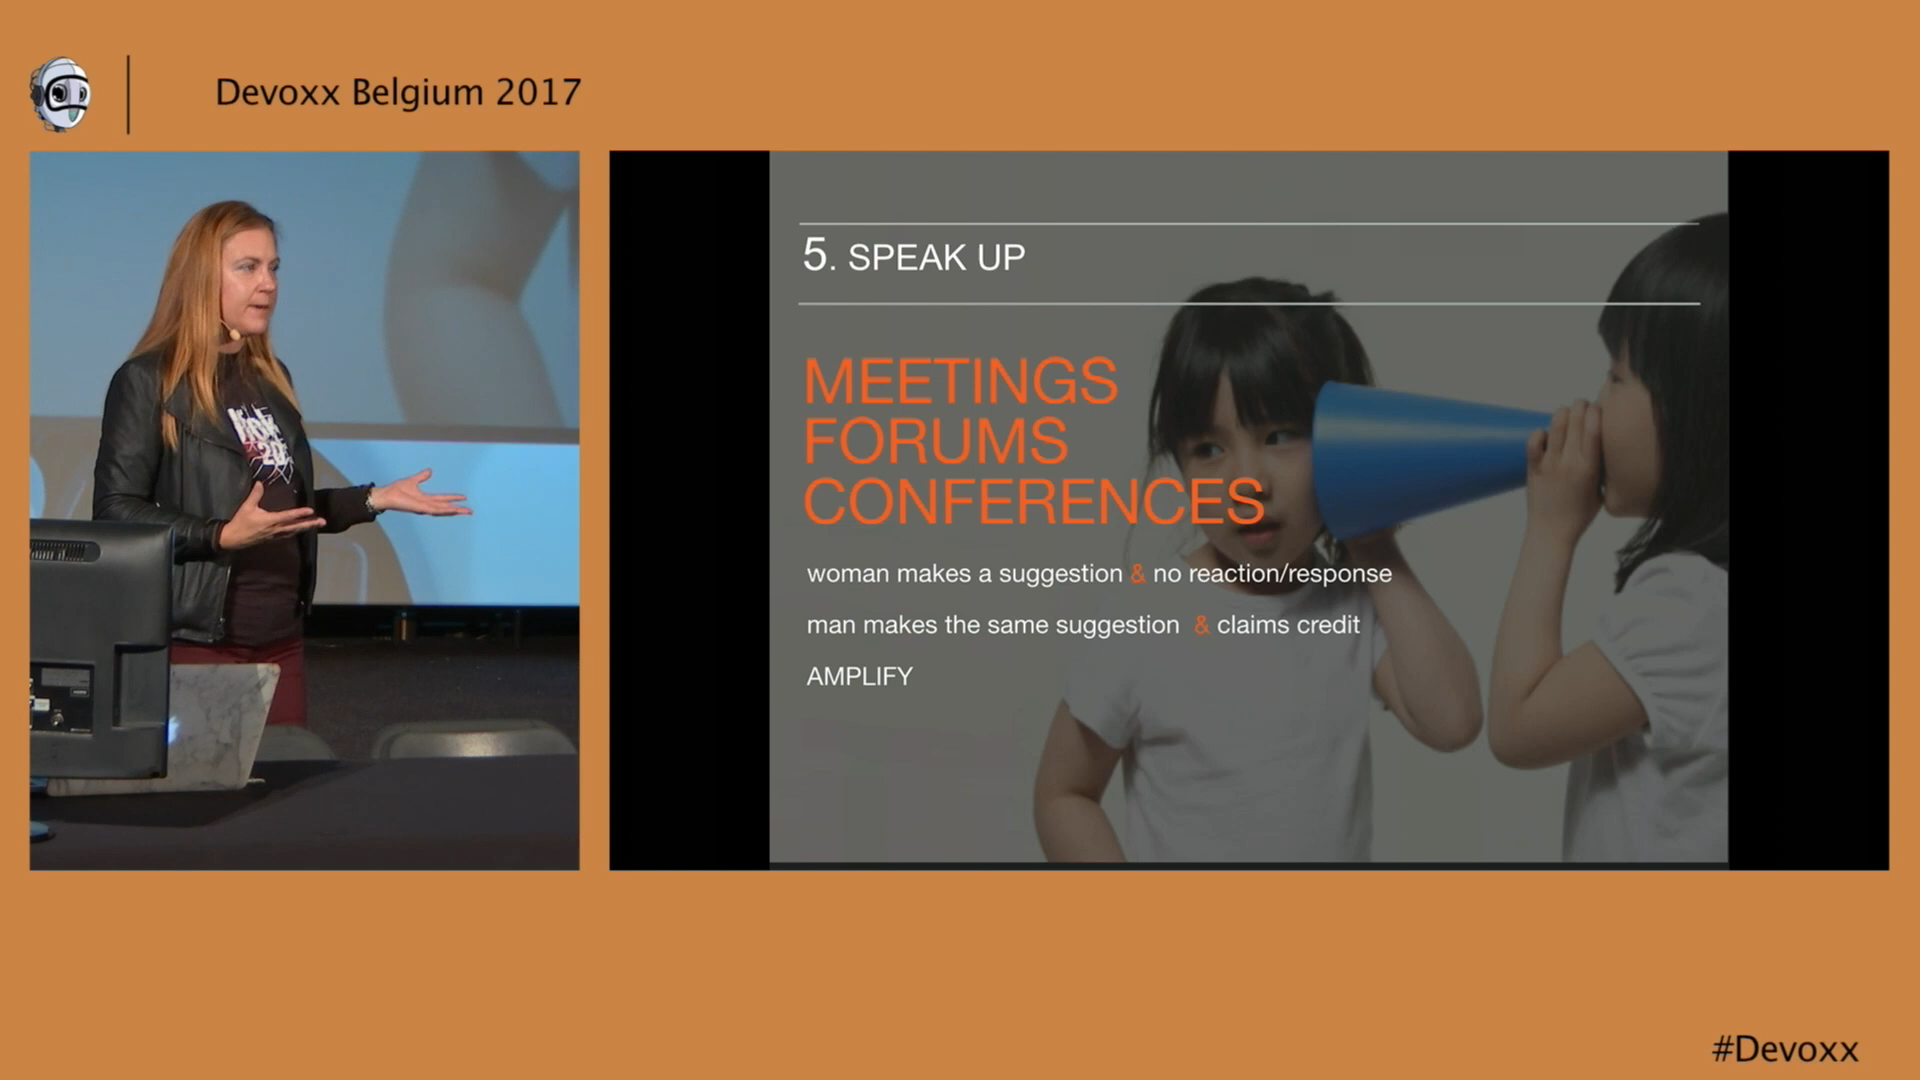 Devoxx Belgium 2017
5. SPEAK UP
MEETINGS
FORUMS
CONFERENCES
woman makes a suggestion & no reaction/response
man makes the same suggestion & claims credit
AMPLIFY
#Devoxx